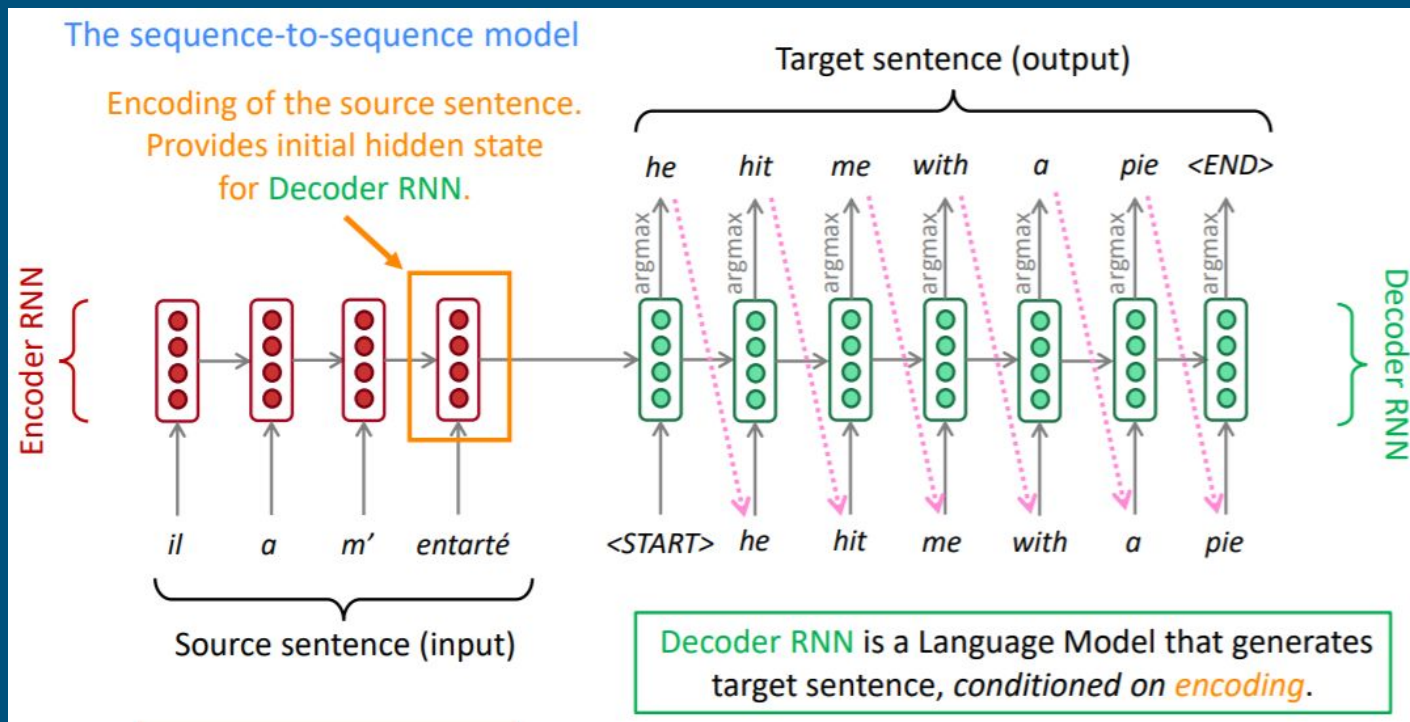 The sequence-to-sequence model
Encoding of the source sentence.
Provides initial hidden state
for Decoder RNN.
Target sentence (output)
he hit me with a pie <END>
argmax argmax argmax argmax argmax argmax argmax
Encoder RNN
Decoder RNN
il a m' entarté
<START> he hit me with a pie
Source sentence (input)
Decoder RNN is a Language Model that generates
target sentence, conditioned on encoding.